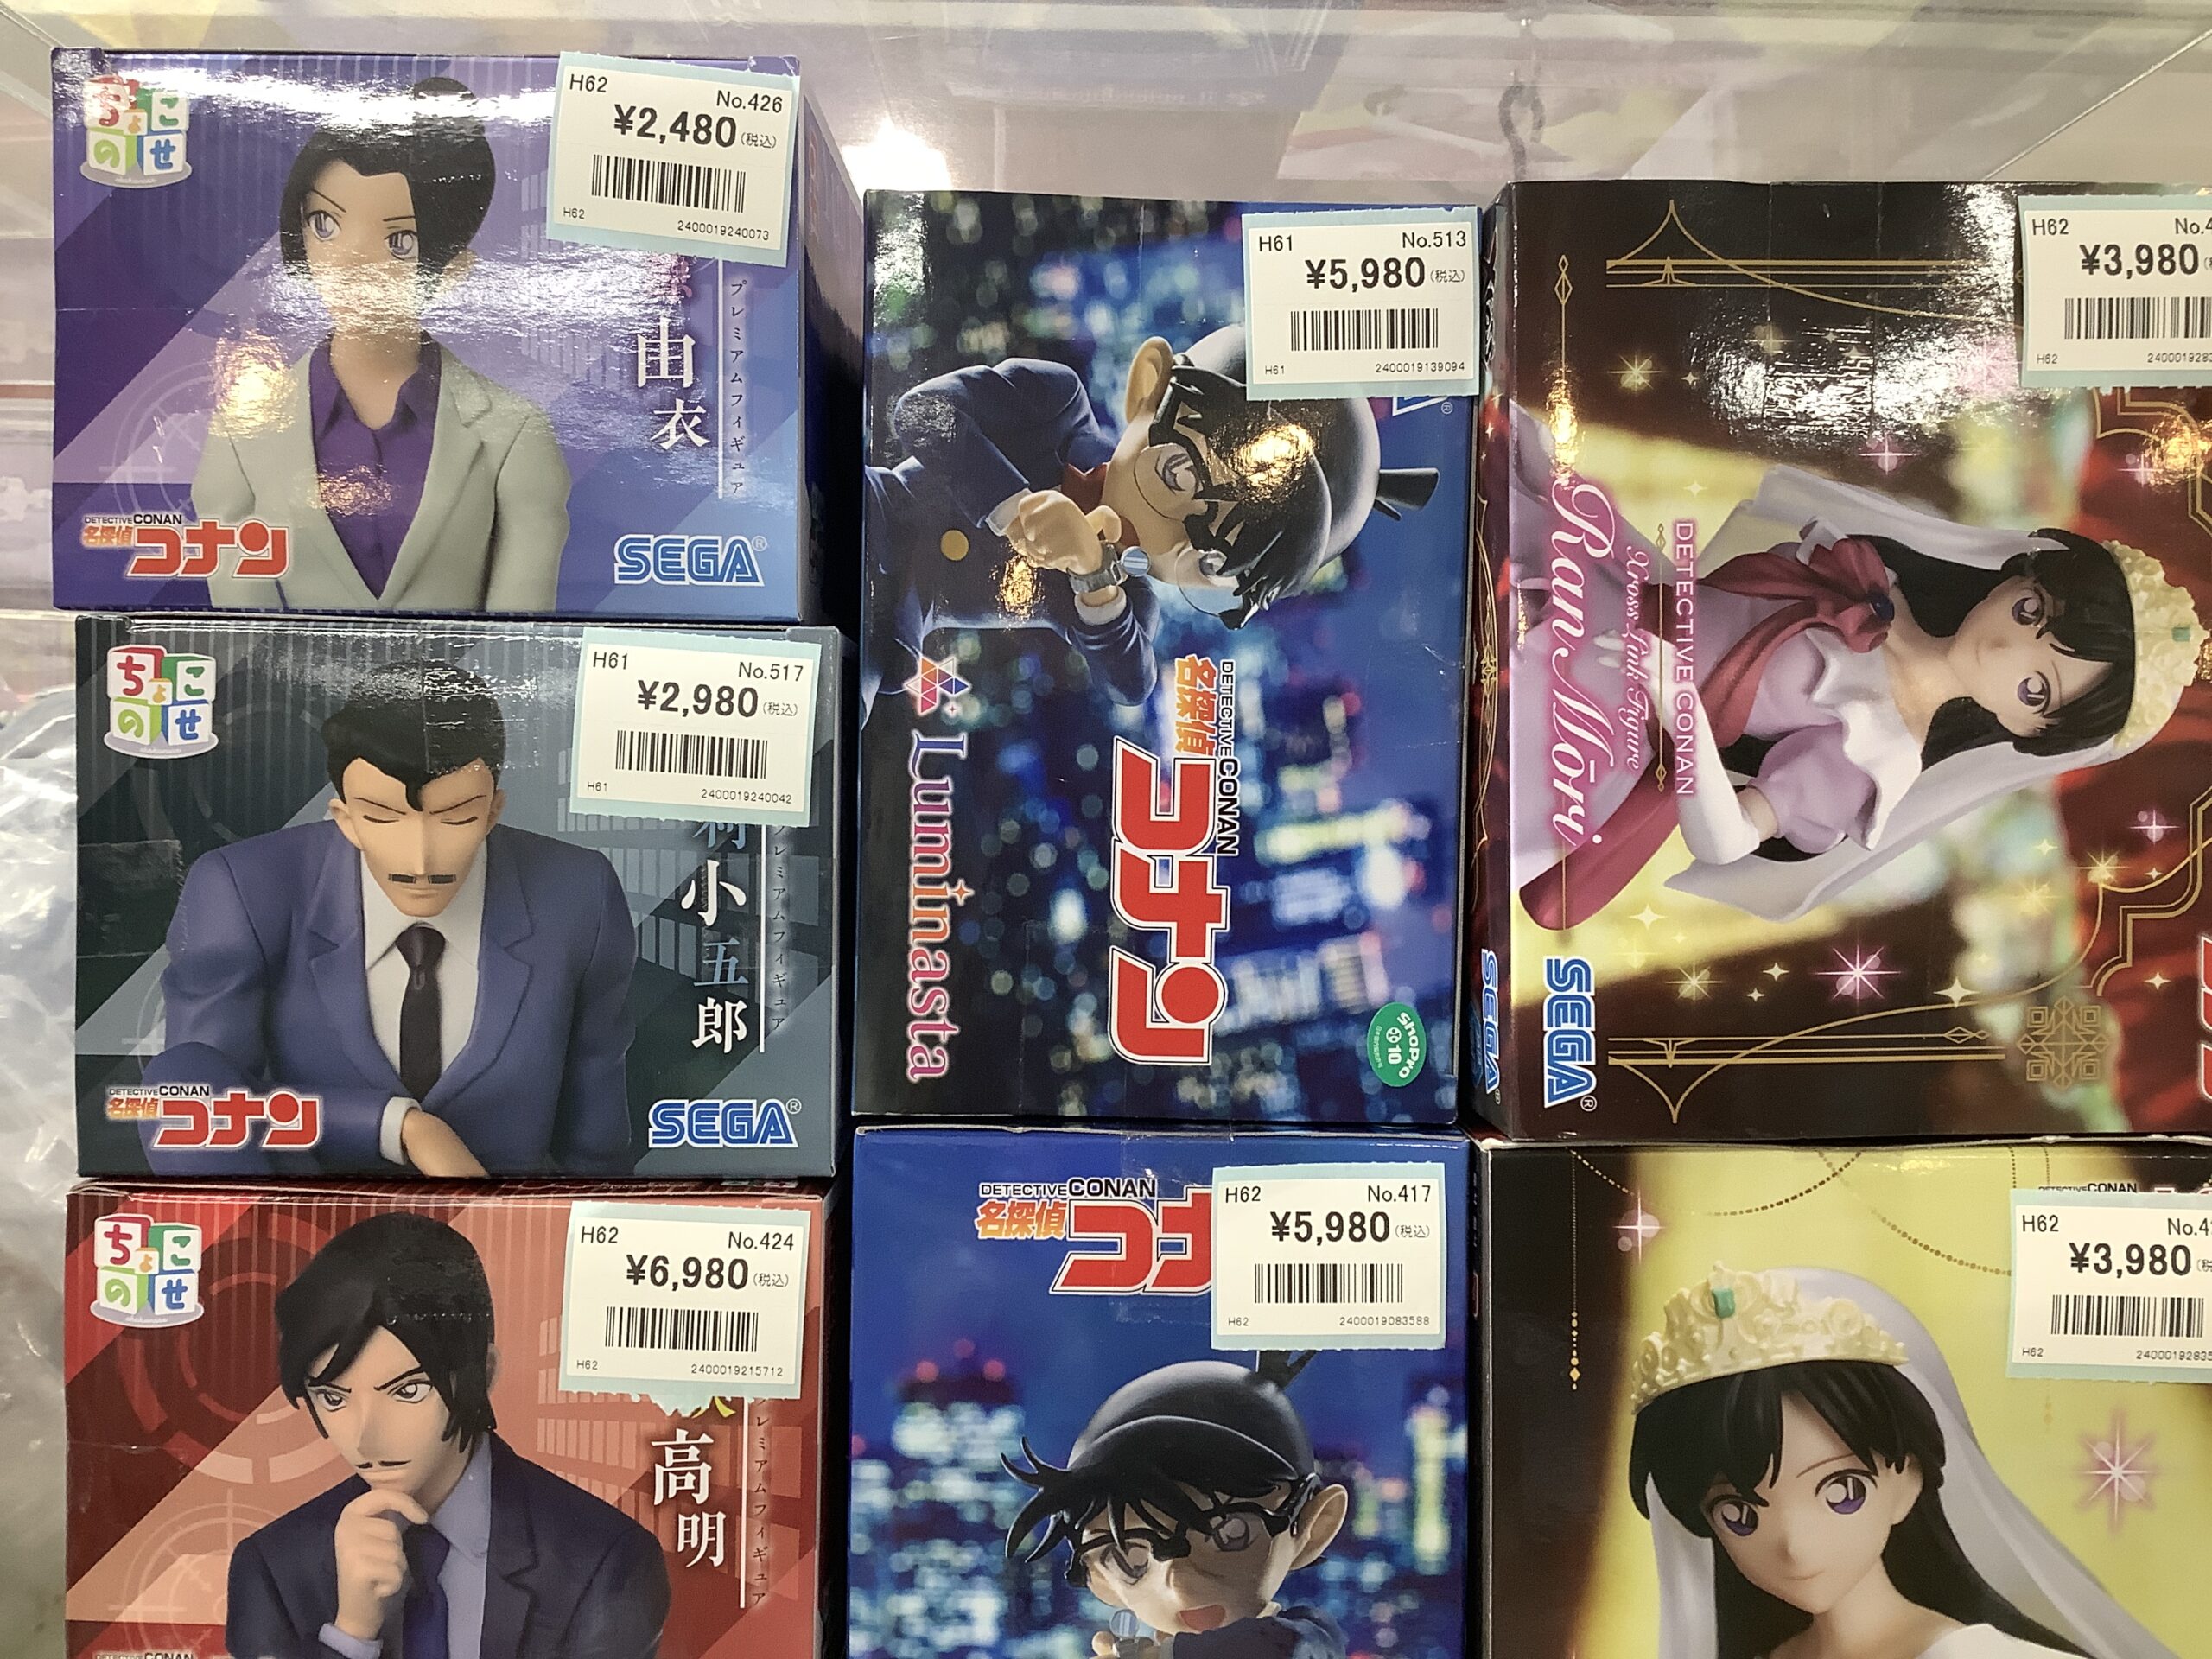 ちょこ
のせ
H62 No.426
¥2,480(税込)
H62 2400019240073
由衣
プレミアムフィギュア
DETECTIVE CONAN
名探偵コナン
SEGA®
ちょこ
のせ
H61 No.517
¥2,980(税込)
H61 2400019240042
小五郎
プレミアムフィギュア
DETECTIVE CONAN
名探偵コナン
SEGA®
ちょこ
のせ
H62 No.424
¥6,980(税込)
H62 2400019215712
高明
レミアムフィギュア
DETECTIVE CONAN
H61 No.513
¥5,980(税込)
H61 2400019139094
DETECTIVE CONAN
名探偵コナン
Luminasta
10
H62 No.417
¥5,980(税込)
H62 2400019083588
DETECTIVE CONAN
名探偵コナ
H62 No.4
¥3,980
H62
Ran Mōri
Xross Link Figure
DETECTIVE CONAN
SEGA®
SEGA
DETECTIVE CONAN
H62 No.4
¥3,980
H62